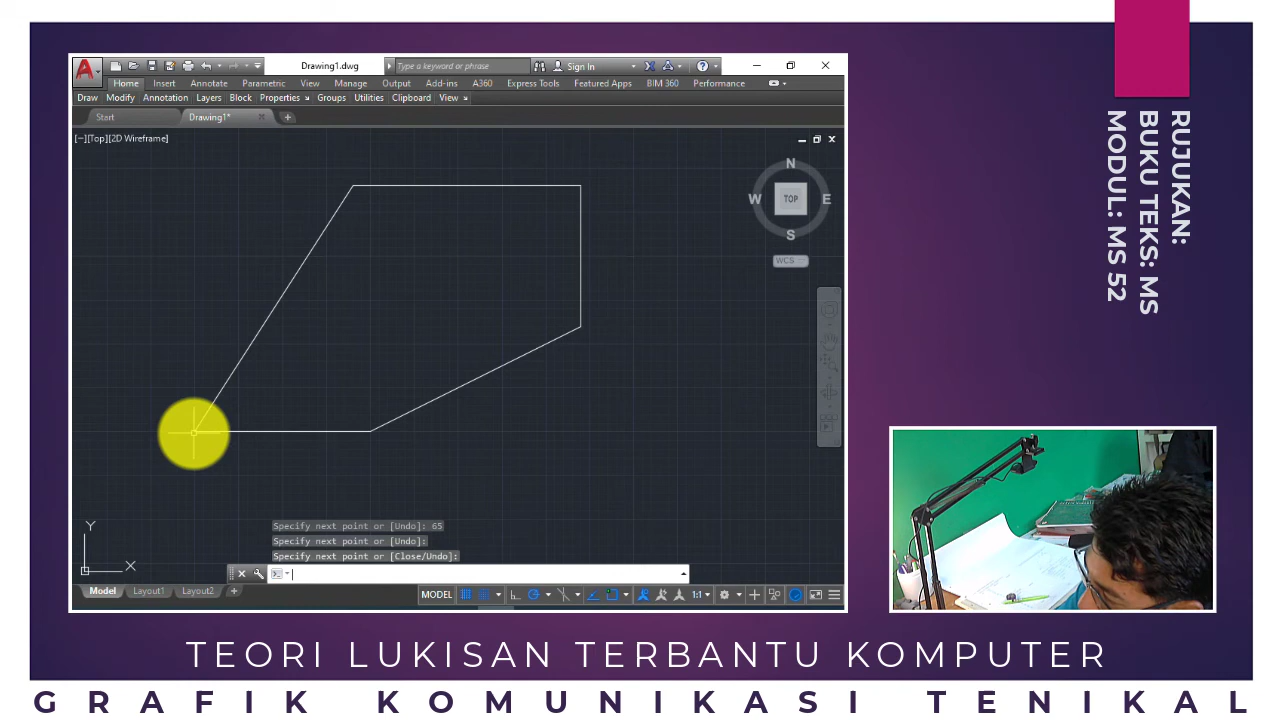 Drawing1.dwg
Type a keyword or phrase
Sign In
Home Insert Annotate Parametric View Manage Output Add-ins A360 Express Tools Featured Apps BIM 360 Performance
Draw Modify Annotation Layers Block Properties Groups Utilities Clipboard View
Start Drawing1*
[−][Top][2D Wireframe]
N
W TOP E
S
WCS
Specify next point or [Undo]: 65
Specify next point or [Undo]:
Specify next point or [Close/Undo]:
Y
X
Model Layout1 Layout2 +
MODEL 1:1
RUJUKAN:
BUKU TEKS: MS
MODUL: MS 52
TEORI LUKISAN TERBANTU KOMPUTER
GRAFIK KOMUNIKASI TENIKAL